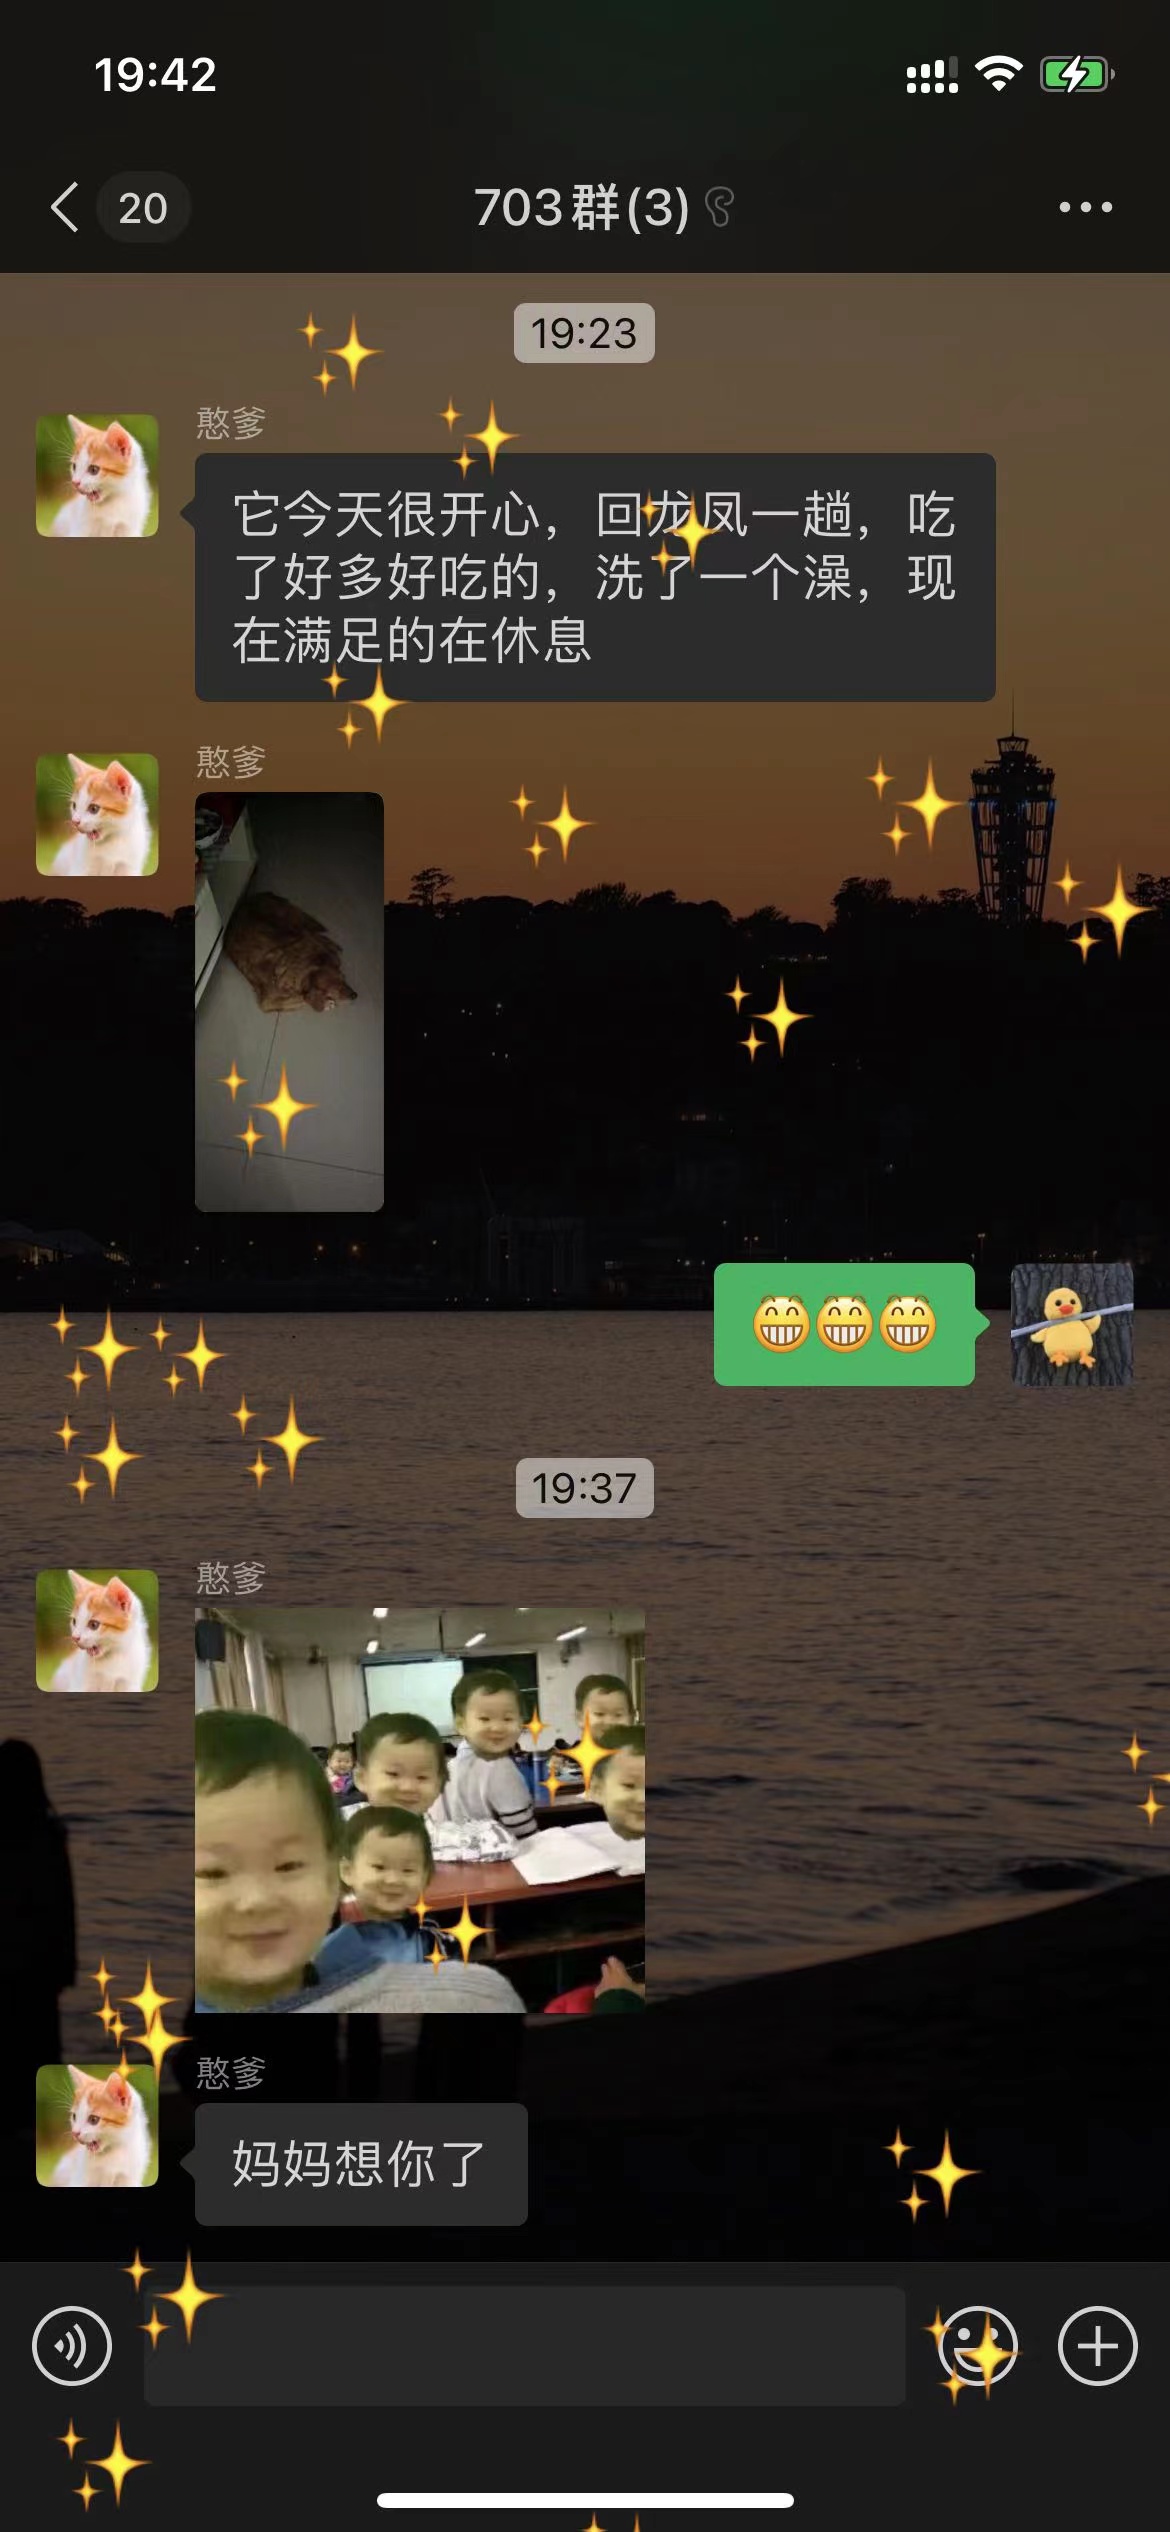 19:42
20
703群(3)
19:23
憨爹
它今天很开心，回龙凤一趟，吃
了好多好吃的，洗了一个澡，现
在满足的在休息
憨爹
19:37
憨爹
憨爹
妈妈想你了